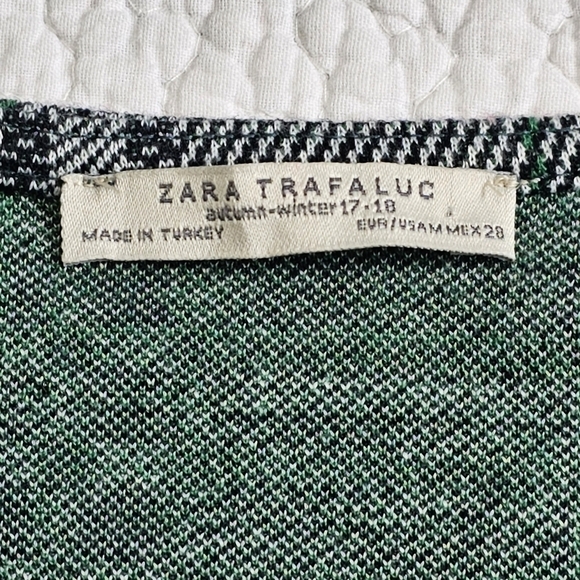 ZARA TRAFALUC
autumn-winter 17-18
MADE IN TURKEY EUR/USA M MEX 28